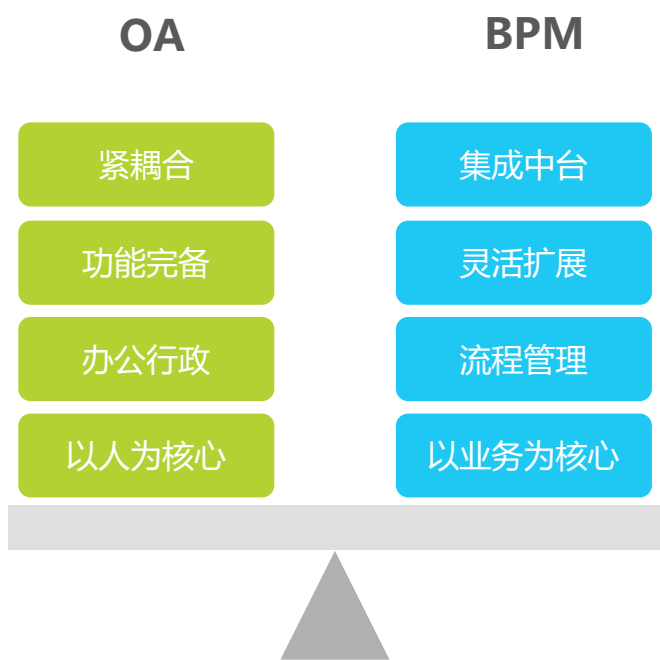 OA
BPM
紧耦合
集成中台
功能完备
灵活扩展
办公行政
流程管理
以人为核心
以业务为核心